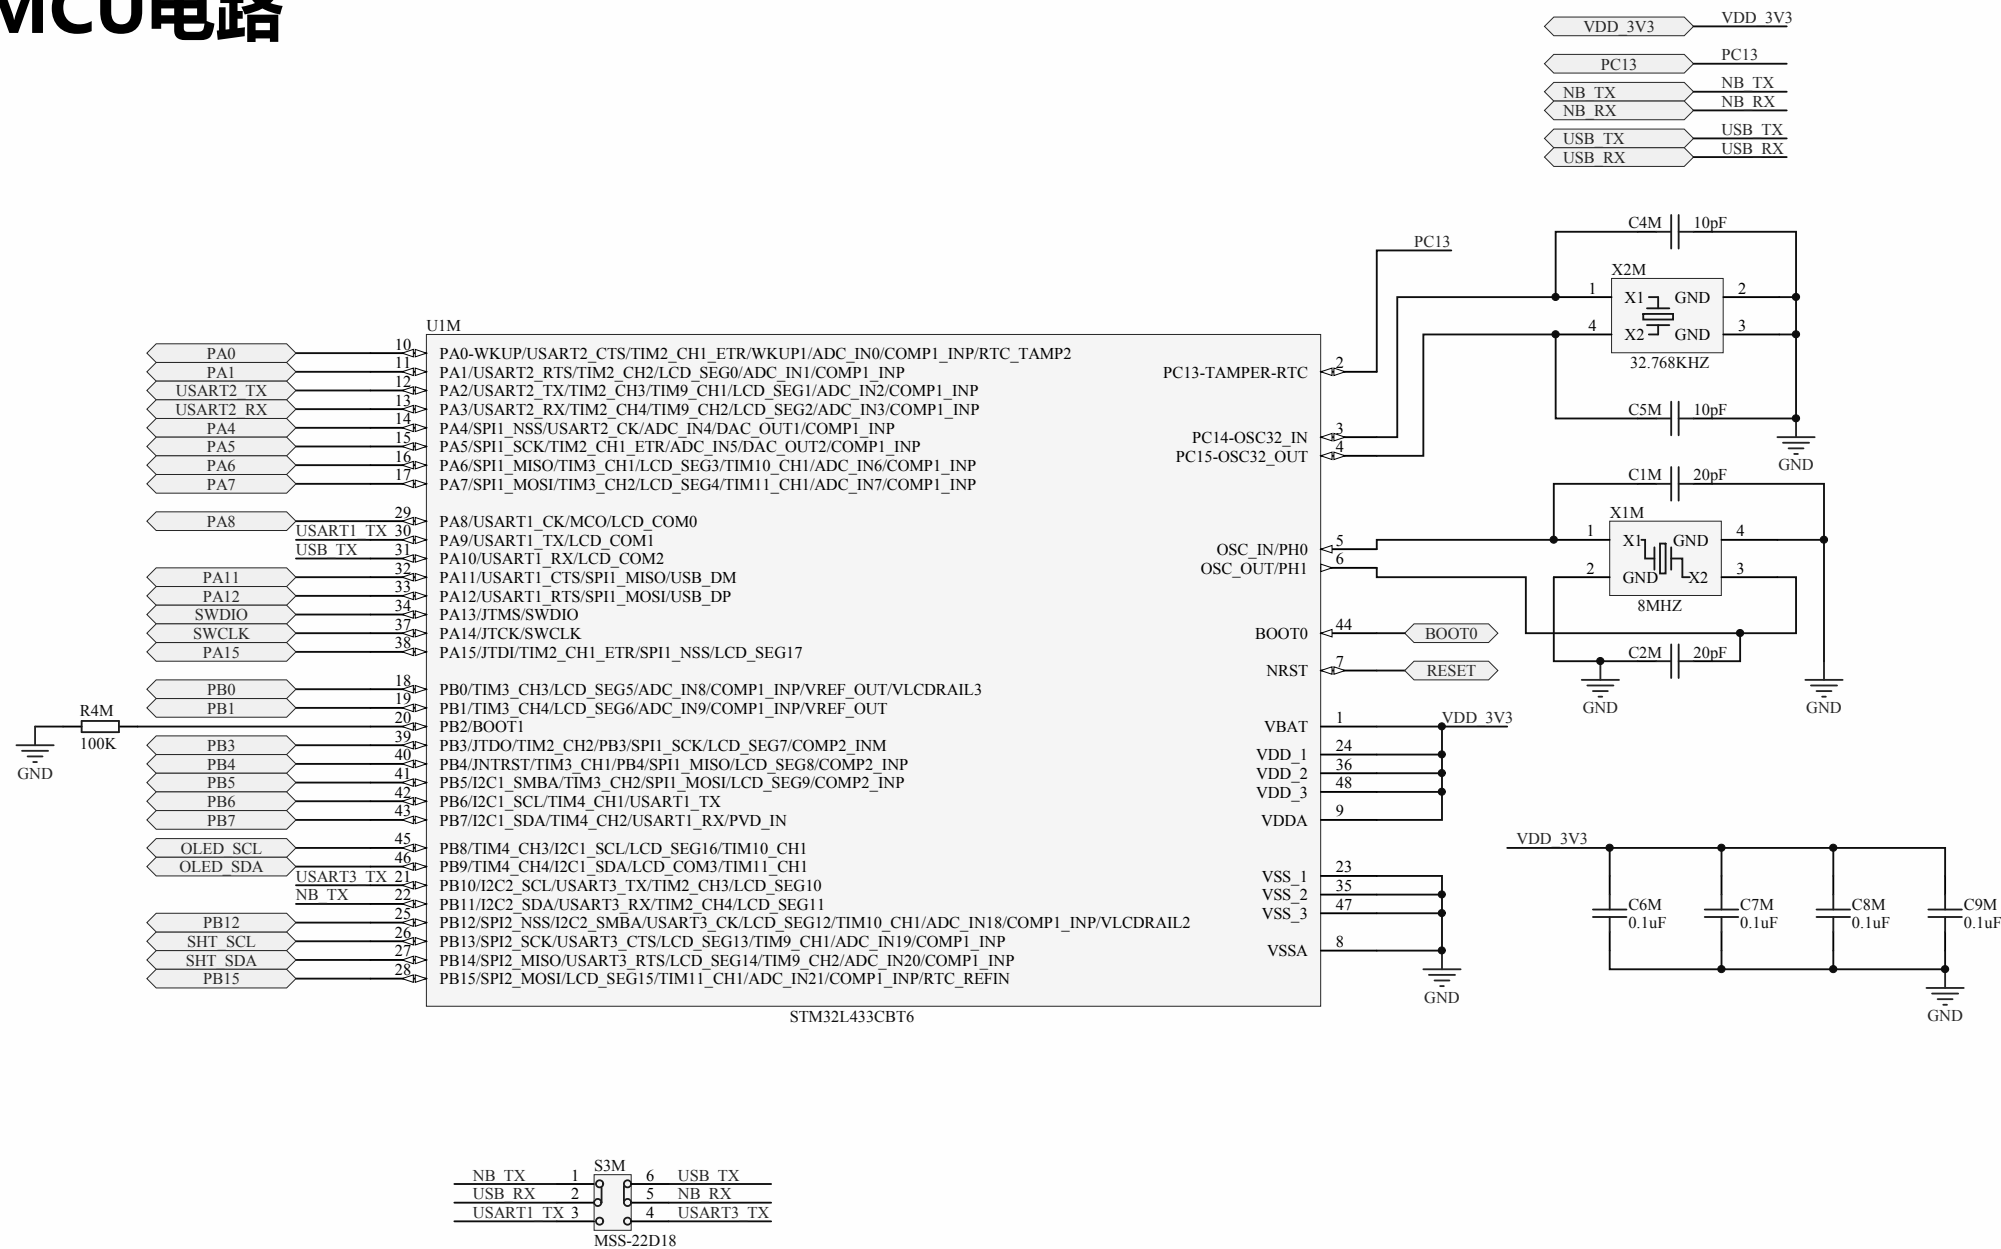 MCU电路
VDD_3V3 VDD_3V3
PC13 PC13
NB_TX NB_TX
NB_RX NB_RX
USB_TX USB_TX
USB_RX USB_RX
C4M 10pF
PC13
X2M
1 X1 GND 2
4 X2 GND 3
32.768KHZ
C5M 10pF
GND
C1M 20pF
X1M
1 X1 GND 4
2 GND X2 3
8MHZ
C2M 20pF
GND
GND
U1M
PA0 10 PA0-WKUP/USART2_CTS/TIM2_CH1_ETR/WKUP1/ADC_IN0/COMP1_INP/RTC_TAMP2
PA1 11 PA1/USART2_RTS/TIM2_CH2/LCD_SEG0/ADC_IN1/COMP1_INP
USART2_TX 12 PA2/USART2_TX/TIM2_CH3/TIM9_CH1/LCD_SEG1/ADC_IN2/COMP1_INP
USART2_RX 13 PA3/USART2_RX/TIM2_CH4/TIM9_CH2/LCD_SEG2/ADC_IN3/COMP1_INP
PA4 14 PA4/SPI1_NSS/USART2_CK/ADC_IN4/DAC_OUT1/COMP1_INP
PA5 15 PA5/SPI1_SCK/TIM2_CH1_ETR/ADC_IN5/DAC_OUT2/COMP1_INP
PA6 16 PA6/SPI1_MISO/TIM3_CH1/LCD_SEG3/TIM10_CH1/ADC_IN6/COMP1_INP
PA7 17 PA7/SPI1_MOSI/TIM3_CH2/LCD_SEG4/TIM11_CH1/ADC_IN7/COMP1_INP
PA8 29 PA8/USART1_CK/MCO/LCD_COM0
USART1_TX 30 PA9/USART1_TX/LCD_COM1
USB_TX 31 PA10/USART1_RX/LCD_COM2
PA11 32 PA11/USART1_CTS/SPI1_MISO/USB_DM
PA12 33 PA12/USART1_RTS/SPI1_MOSI/USB_DP
SWDIO 34 PA13/JTMS/SWDIO
SWCLK 37 PA14/JTCK/SWCLK
PA15 38 PA15/JTDI/TIM2_CH1_ETR/SPI1_NSS/LCD_SEG17
PB0 18 PB0/TIM3_CH3/LCD_SEG5/ADC_IN8/COMP1_INP/VREF_OUT/VLCDRAIL3
PB1 19 PB1/TIM3_CH4/LCD_SEG6/ADC_IN9/COMP1_INP/VREF_OUT
R4M 100K GND 20 PB2/BOOT1
PB3 39 PB3/JTDO/TIM2_CH2/PB3/SPI1_SCK/LCD_SEG7/COMP2_INM
PB4 40 PB4/JNTRST/TIM3_CH1/PB4/SPI1_MISO/LCD_SEG8/COMP2_INP
PB5 41 PB5/I2C1_SMBA/TIM3_CH2/SPI1_MOSI/LCD_SEG9/COMP2_INP
PB6 42 PB6/I2C1_SCL/TIM4_CH1/USART1_TX
PB7 43 PB7/I2C1_SDA/TIM4_CH2/USART1_RX/PVD_IN
OLED_SCL 45 PB8/TIM4_CH3/I2C1_SCL/LCD_SEG16/TIM10_CH1
OLED_SDA 46 PB9/TIM4_CH4/I2C1_SDA/LCD_COM3/TIM11_CH1
USART3_TX 21 PB10/I2C2_SCL/USART3_TX/TIM2_CH3/LCD_SEG10
NB_TX 22 PB11/I2C2_SDA/USART3_RX/TIM2_CH4/LCD_SEG11
PB12 25 PB12/SPI2_NSS/I2C2_SMBA/USART3_CK/LCD_SEG12/TIM10_CH1/ADC_IN18/COMP1_INP/VLCDRAIL2
SHT_SCL 26 PB13/SPI2_SCK/USART3_CTS/LCD_SEG13/TIM9_CH1/ADC_IN19/COMP1_INP
SHT_SDA 27 PB14/SPI2_MISO/USART3_RTS/LCD_SEG14/TIM9_CH2/ADC_IN20/COMP1_INP
PB15 28 PB15/SPI2_MOSI/LCD_SEG15/TIM11_CH1/ADC_IN21/COMP1_INP/RTC_REFIN
PC13-TAMPER-RTC 2
PC14-OSC32_IN 3
PC15-OSC32_OUT 4
OSC_IN/PH0 5
OSC_OUT/PH1 6
BOOT0 44 BOOT0
NRST 7 RESET
VBAT 1 VDD_3V3
VDD_1 24
VDD_2 36
VDD_3 48
VDDA 9
VSS_1 23
VSS_2 35
VSS_3 47
VSSA 8
GND
STM32L433CBT6
VDD_3V3
C6M C7M C8M C9M
0.1uF 0.1uF 0.1uF 0.1uF
GND
S3M
NB_TX 1 6 USB_TX
USB_RX 2 5 NB_RX
USART1_TX 3 4 USART3_TX
MSS-22D18